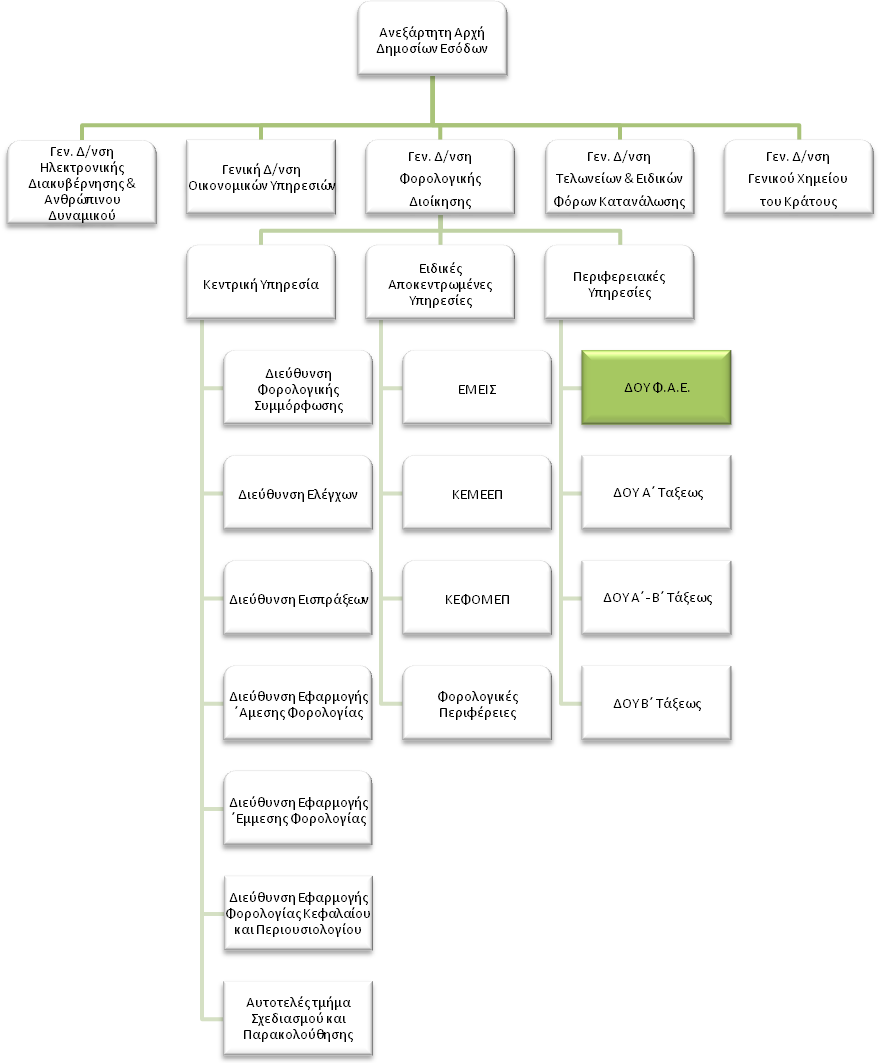 Ανεξάρτητη Αρχή
Δημοσίων Εσόδων
Γεν. Δ/νση
Ηλεκτρονικής
Διακυβέρνησης &
Ανθρώπινου
Δυναμικού
Γενική Δ/νση
Οικονομικών Υπηρεσιών
Γεν. Δ/νση
Φορολογικής
Διοίκησης
Γεν. Δ/νση
Τελωνείων & Ειδικών
Φόρων Κατανάλωσης
Γεν. Δ/νση
Γενικού Χημείου
του Κράτους
Κεντρική Υπηρεσία
Ειδικές
Αποκεντρωμένες
Υπηρεσίες
Περιφερειακές
Υπηρεσίες
Διεύθυνση
Φορολογικής
Συμμόρφωσης
Διεύθυνση Ελέγχων
Διεύθυνση Εισπράξεων
Διεύθυνση Εφαρμογής
΄Αμεσης Φορολογίας
Διεύθυνση Εφαρμογής
΄Εμμεσης Φορολογίας
Διεύθυνση Εφαρμογής
Φορολογίας Κεφαλαίου
και Περιουσιολογίου
Αυτοτελές τμήμα
Σχεδιασμού και
Παρακολούθησης
ΕΜΕΙΣ
ΚΕΜΕΕΠ
ΚΕΦΟΜΕΠ
Φορολογικές
Περιφέρειες
ΔΟΥ Φ.Α.Ε.
ΔΟΥ Α΄ Ταξεως
ΔΟΥ Α΄ - Β΄ Τάξεως
ΔΟΥ Β΄ Τάξεως